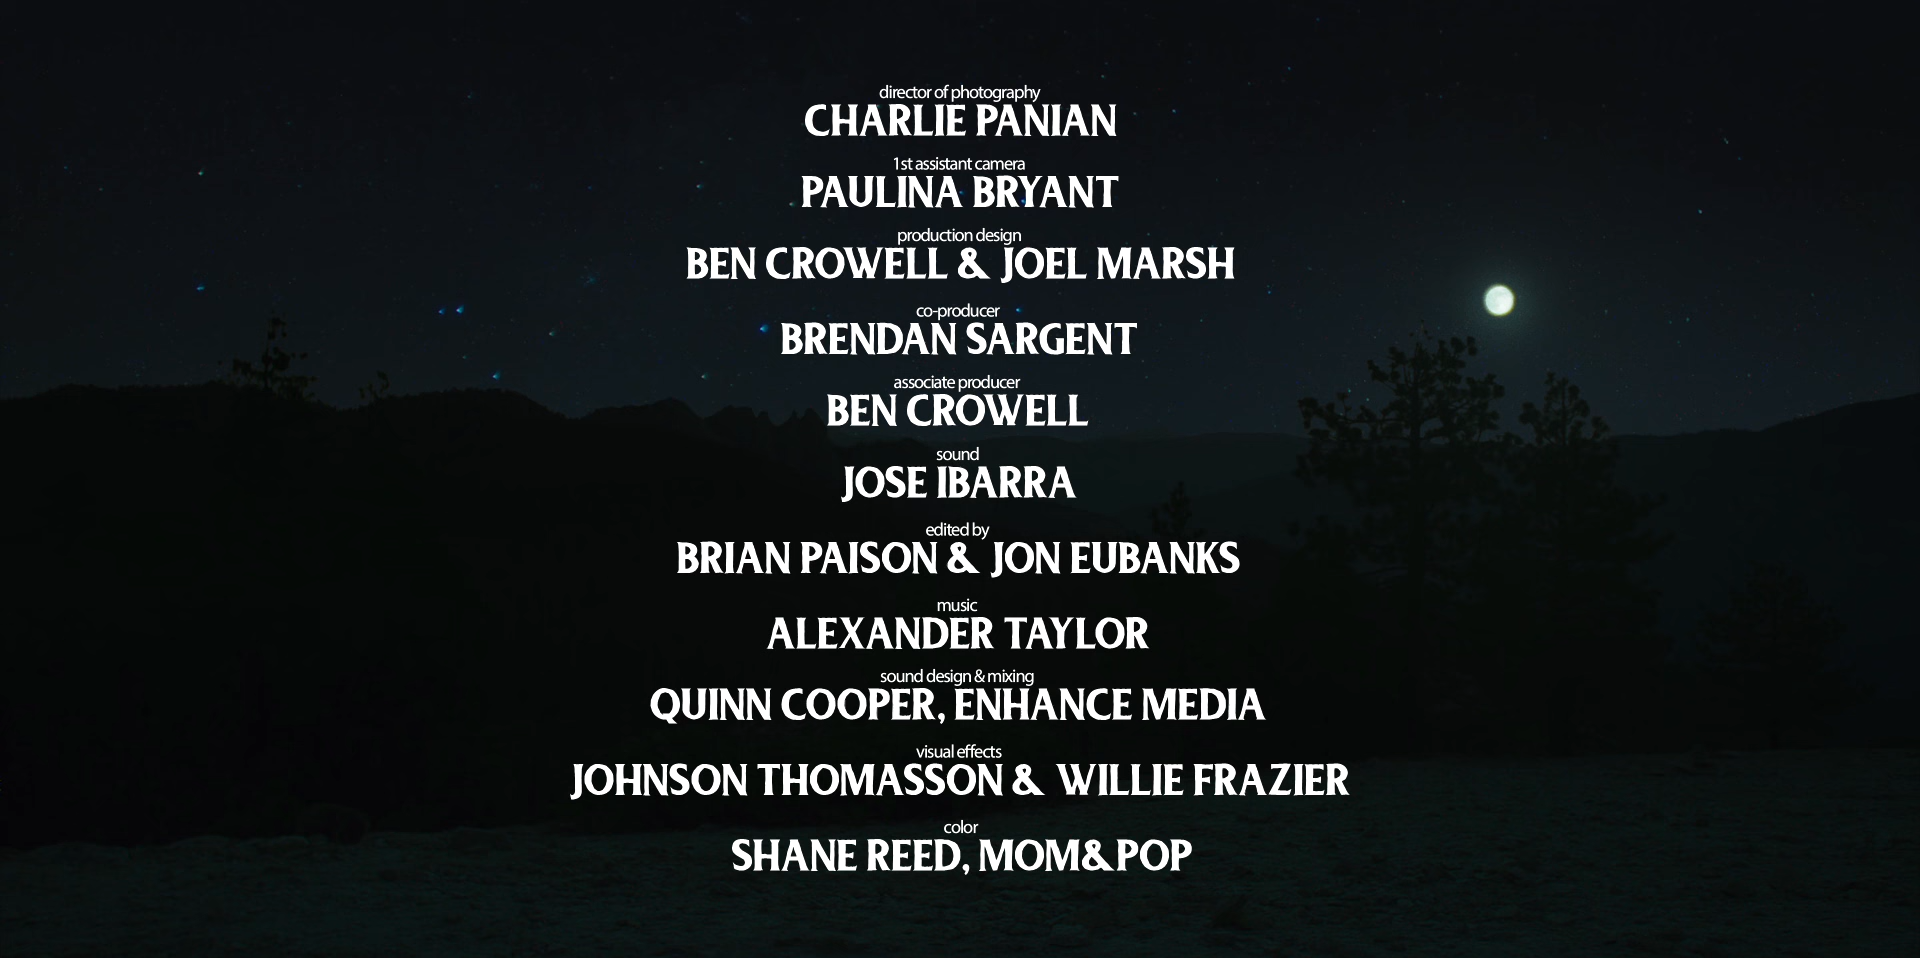 director of photography
CHARLIE PANIAN
1st assistant camera
PAULINA BRYANT
production design
BEN CROWELL & JOEL MARSH
co-producer
BRENDAN SARGENT
associate producer
BEN CROWELL
sound
JOSE IBARRA
edited by
BRIAN PAISON & JON EUBANKS
music
ALEXANDER TAYLOR
sound design & mixing
QUINN COOPER, ENHANCE MEDIA
visual effects
JOHNSON THOMASSON & WILLIE FRAZIER
color
SHANE REED, MOM&POP